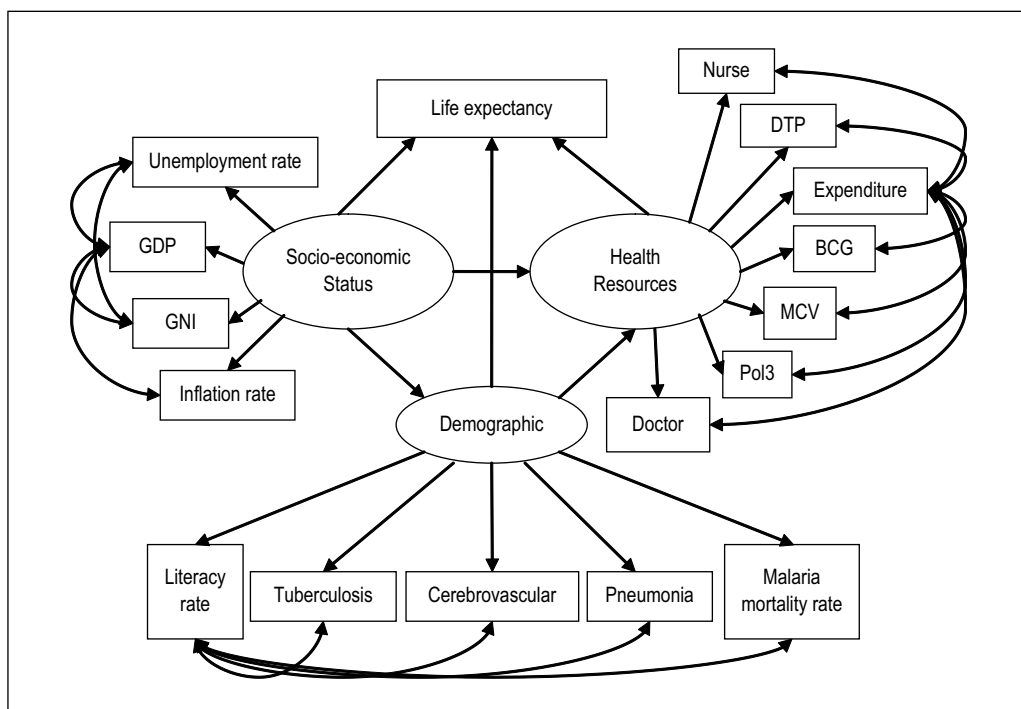 Nurse
Life expectancy
DTP
Unemployment rate
Expenditure
GDP
Socio-economic
Status
Health
Resources
BCG
GNI
MCV
Inflation rate
Pol3
Demographic
Doctor
Literacy
rate
Tuberculosis
Cerebrovascular
Pneumonia
Malaria
mortality rate